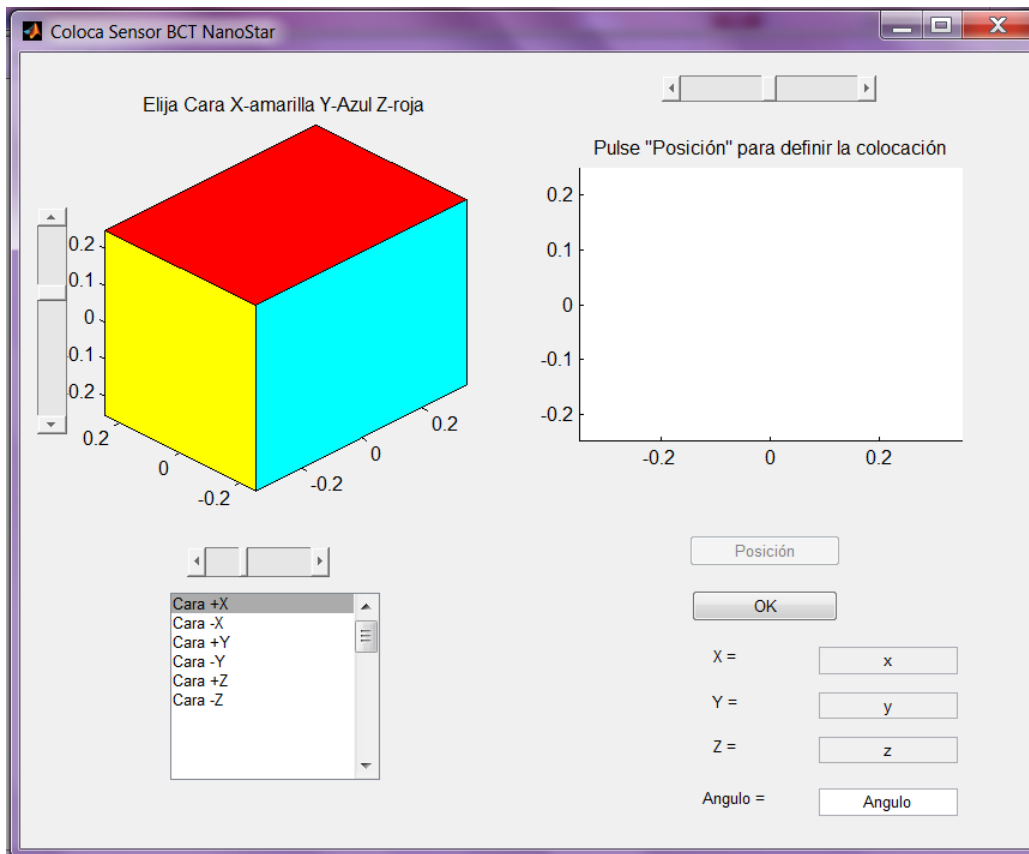 Coloca Sensor BCT NanoStar
Elija Cara X-amarilla Y-Azul Z-roja
0.2
0.1
0
-0.1
-0.2
0.2
0
-0.2
-0.2
0
0.2
Pulse "Posición" para definir la colocación
0.2
0.1
0
-0.1
-0.2
-0.2 0 0.2
Cara +X
Cara -X
Cara +Y
Cara -Y
Cara +Z
Cara -Z
Posición
OK
X = x
Y = y
Z = z
Angulo = Angulo